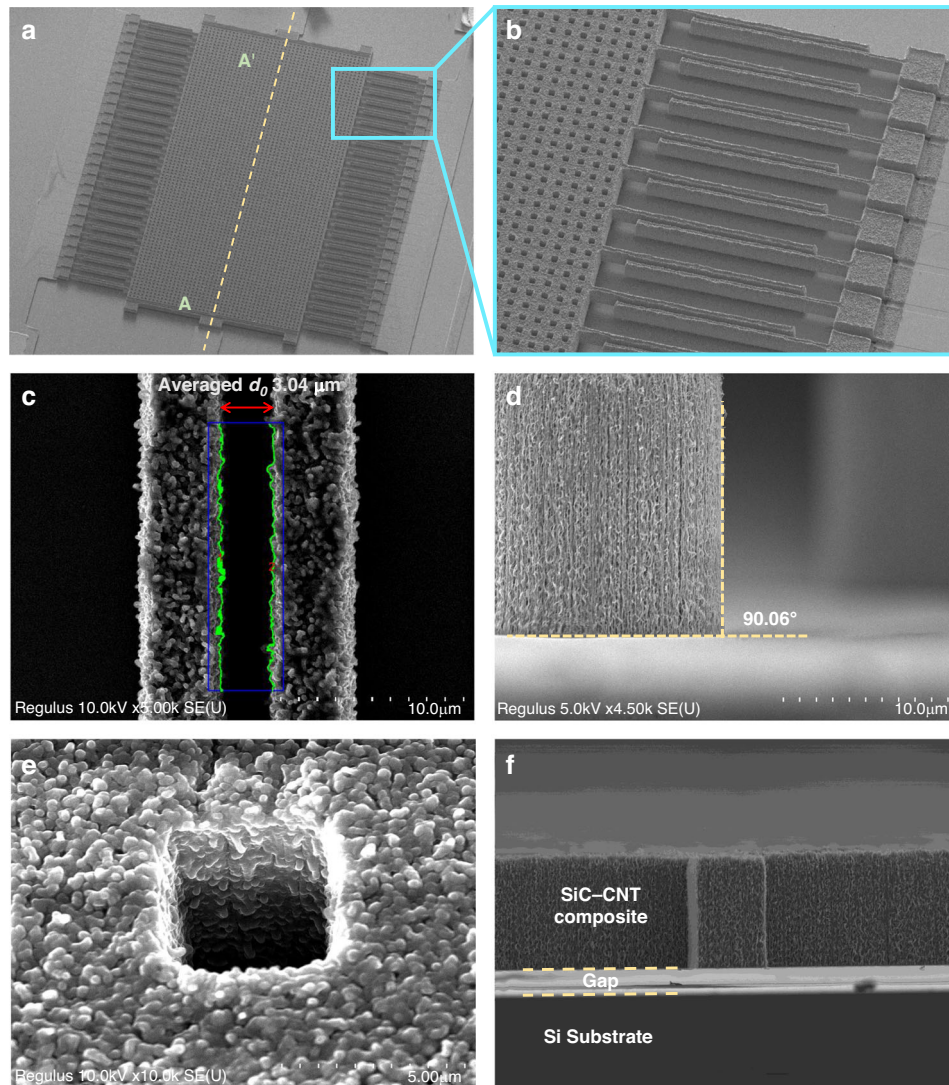 a
A'
A
b
c
Averaged d0 3.04 μm
2
Regulus 10.0kV x5.00k SE(U)
10.0μm
d
90.06°
Regulus 5.0kV x4.50k SE(U)
10.0μm
e
Regulus 10.0kV x10.0k SE(U)
5.00μm
f
SiC–CNT
composite
Gap
Si Substrate